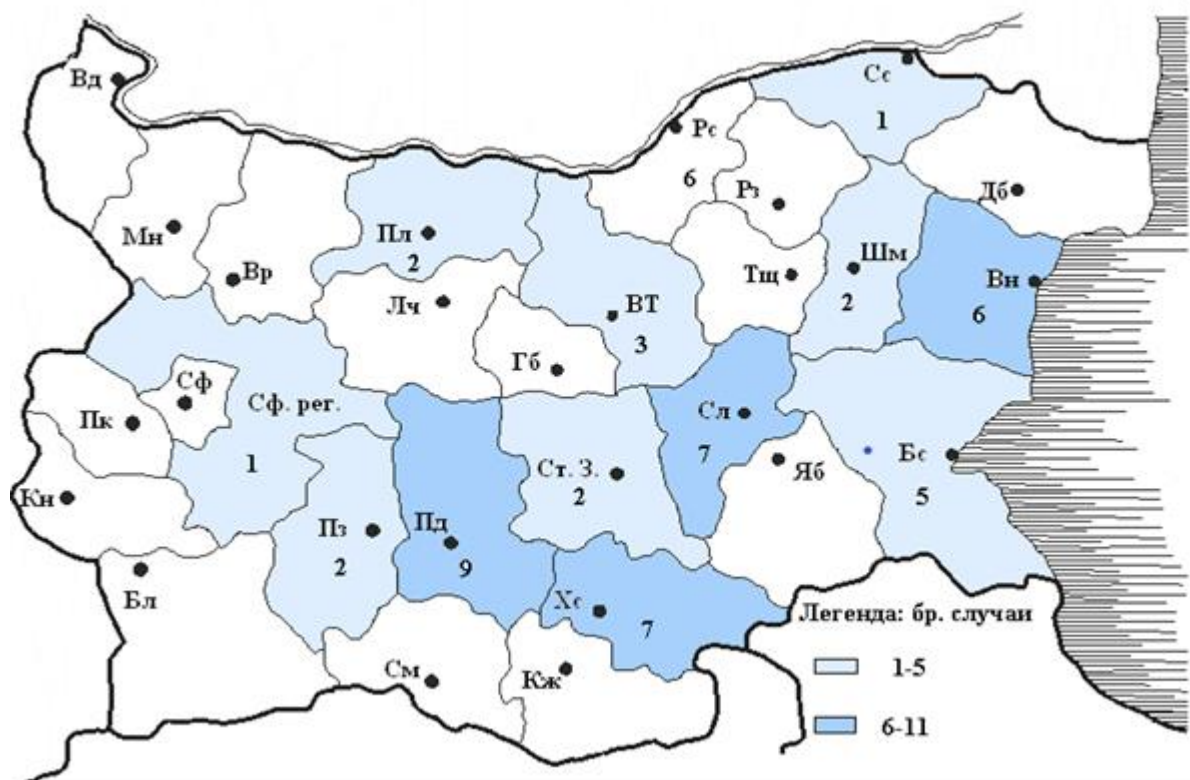 Вд
Сс
1
Рс
6
Рз
Дб
Мн
Вр
Пл
2
Лч
ВТ
3
Гб
Тщ
Шм
2
Вн
6
Сф
Сф. рег.
1
Пк
Кн
Пз
2
Пд
9
Ст. З.
2
Сл
7
Яб
Бс
5
Бл
См
Хс
7
Кж
Легенда: бр. случаи
1-5
6-11